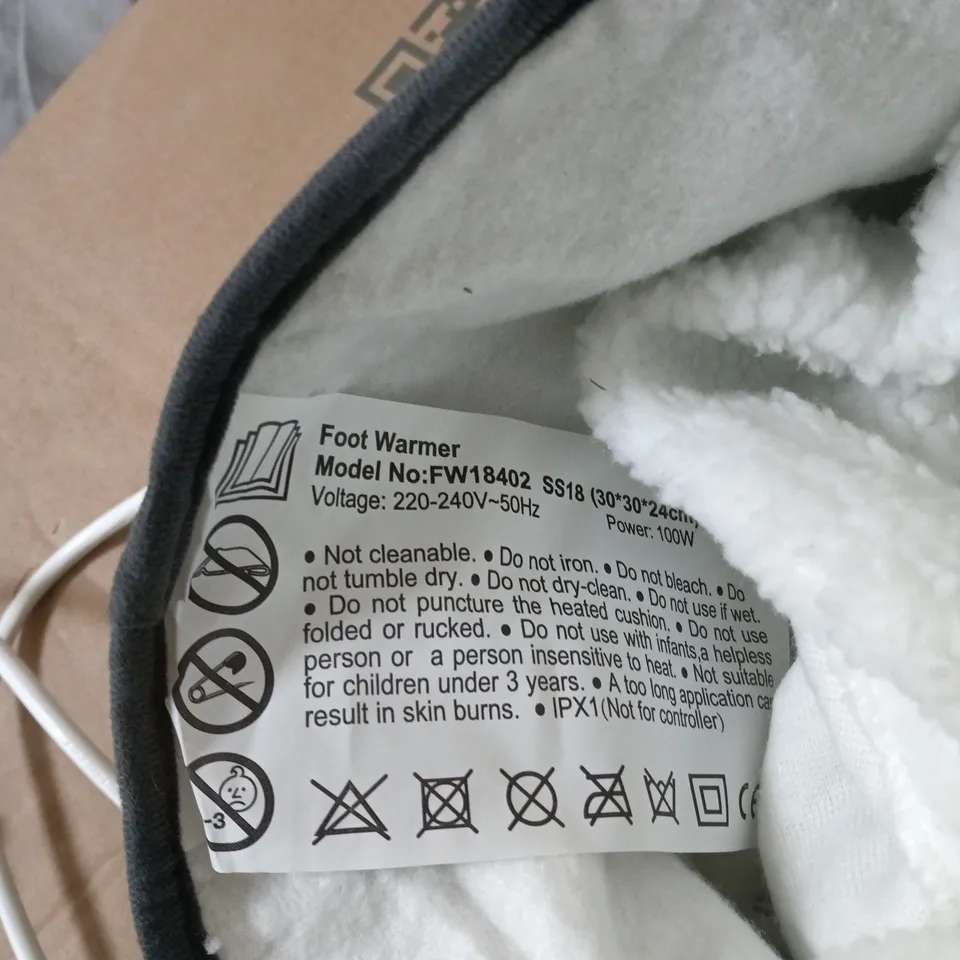 Foot Warmer
Model No:FW18402 SS18 (30*30*24cm)
Voltage: 220-240V~50Hz Power: 100W
• Not cleanable. • Do not iron. • Do not bleach. • Do
not tumble dry. • Do not dry-clean. • Do not use if wet.
• Do not puncture the heated cushion. • Do not use
folded or rucked. • Do not use with infants,a helpless
person or a person insensitive to heat. • Not suitable
for children under 3 years. • A too long application can
result in skin burns. • IPX1(Not for controller)
-3
CE